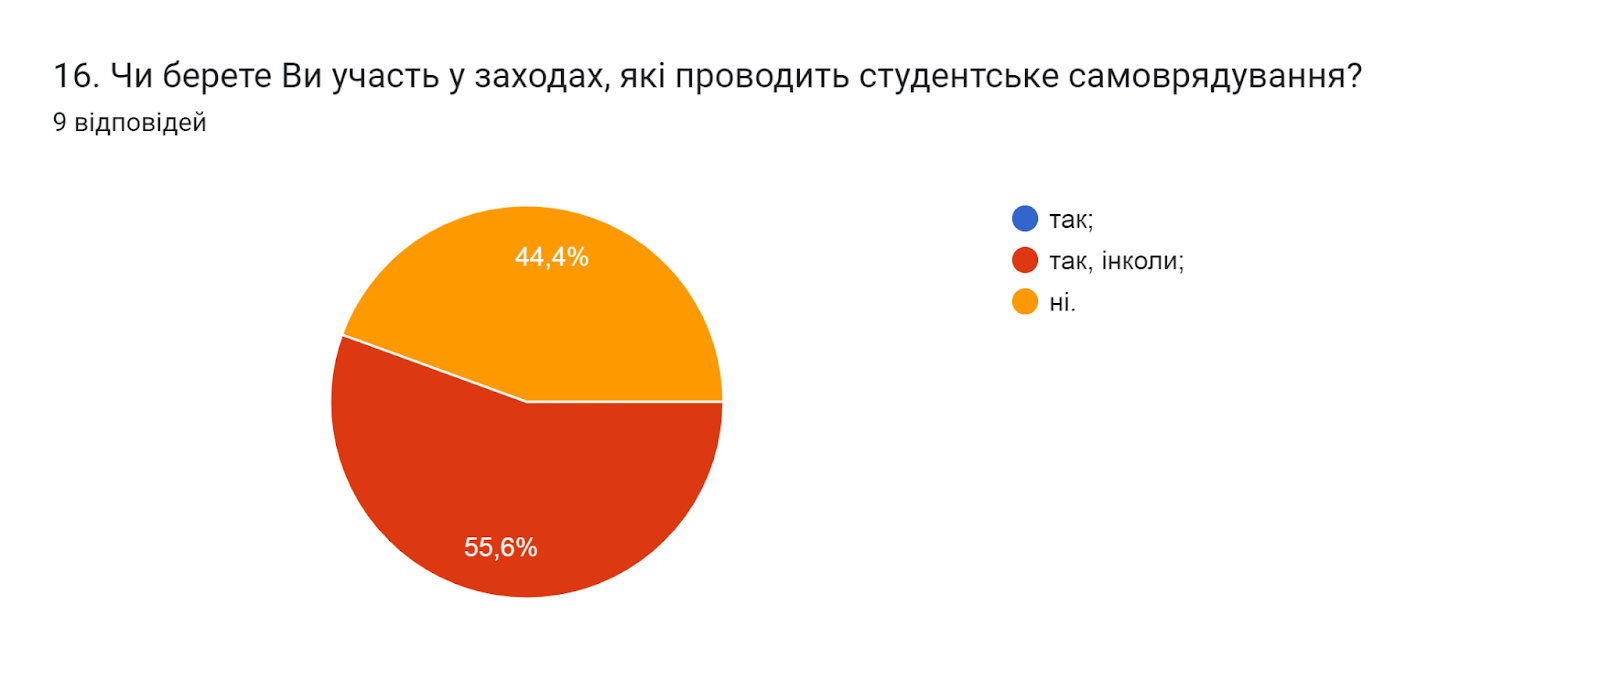 16. Чи берете Ви участь у заходах, які проводить студентське самоврядування?
9 відповідей
44,4%
55,6%
так;
так, інколи;
ні.